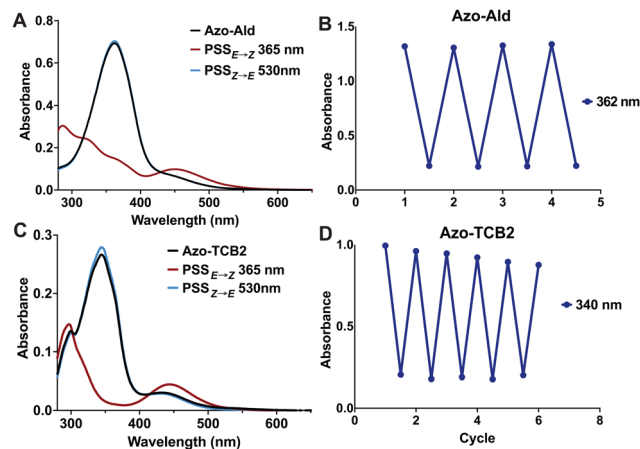 A
Absorbance
0.8
0.6
0.4
0.2
0.0
300
400
500
600
Wavelength (nm)
Azo-Ald
PSSE→Z 365 nm
PSSZ→E 530nm
B
Azo-Ald
Absorbance
1.5
1.0
0.5
0.0
0
1
2
3
4
5
362 nm
C
Absorbance
0.3
0.2
0.1
0.0
300
400
500
600
Wavelength (nm)
Azo-TCB2
PSSE→Z 365 nm
PSSZ→E 530nm
D
Azo-TCB2
Absorbance
1.0
0.5
0.0
0
2
4
6
8
Cycle
340 nm